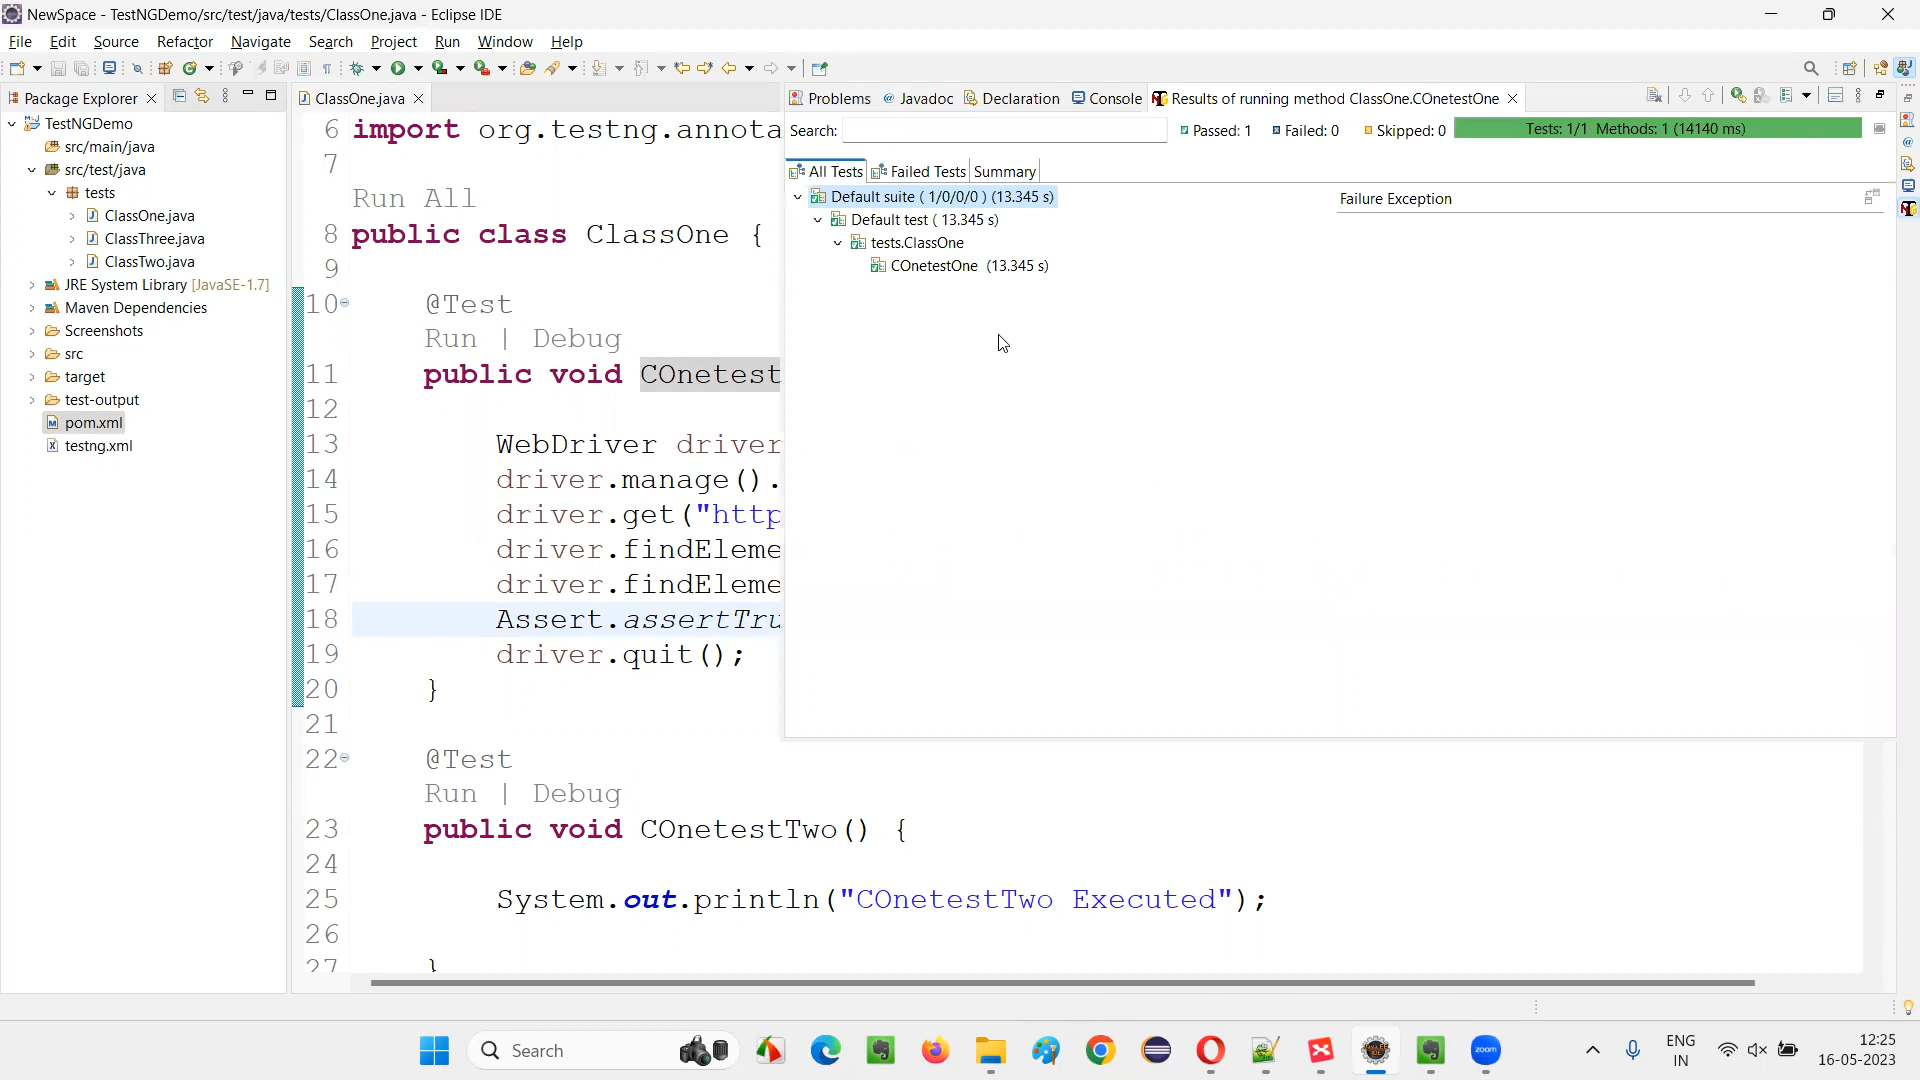 NewSpace - TestNGDemo/src/test/java/tests/ClassOne.java - Eclipse IDE
File Edit Source Refactor Navigate Search Project Run Window Help
Package Explorer
TestNGDemo
src/main/java
src/test/java
tests
ClassOne.java
ClassThree.java
ClassTwo.java
JRE System Library [JavaSE-1.7]
Maven Dependencies
Screenshots
src
target
test-output
pom.xml
testng.xml
ClassOne.java
6 import org.testng.annota
7
Run All
8 public class ClassOne {
9
10 @Test
Run | Debug
11 public void COnetest
12
13 WebDriver driver
14 driver.manage().
15 driver.get("http
16 driver.findEleme
17 driver.findEleme
18 Assert.assertTru
19 driver.quit();
20 }
21
22 @Test
Run | Debug
23 public void COnetestTwo() {
24
25 System.out.println("COnetestTwo Executed");
26
27 }
Problems Javadoc Declaration Console Results of running method ClassOne.COnetestOne
Search: Passed: 1 Failed: 0 Skipped: 0 Tests: 1/1 Methods: 1 (14140 ms)
All Tests Failed Tests Summary
Default suite ( 1/0/0/0 ) (13.345 s)
Default test ( 13.345 s)
tests.ClassOne
COnetestOne (13.345 s)
Failure Exception
Search
zoom
ENG
IN
12:25
16-05-2023